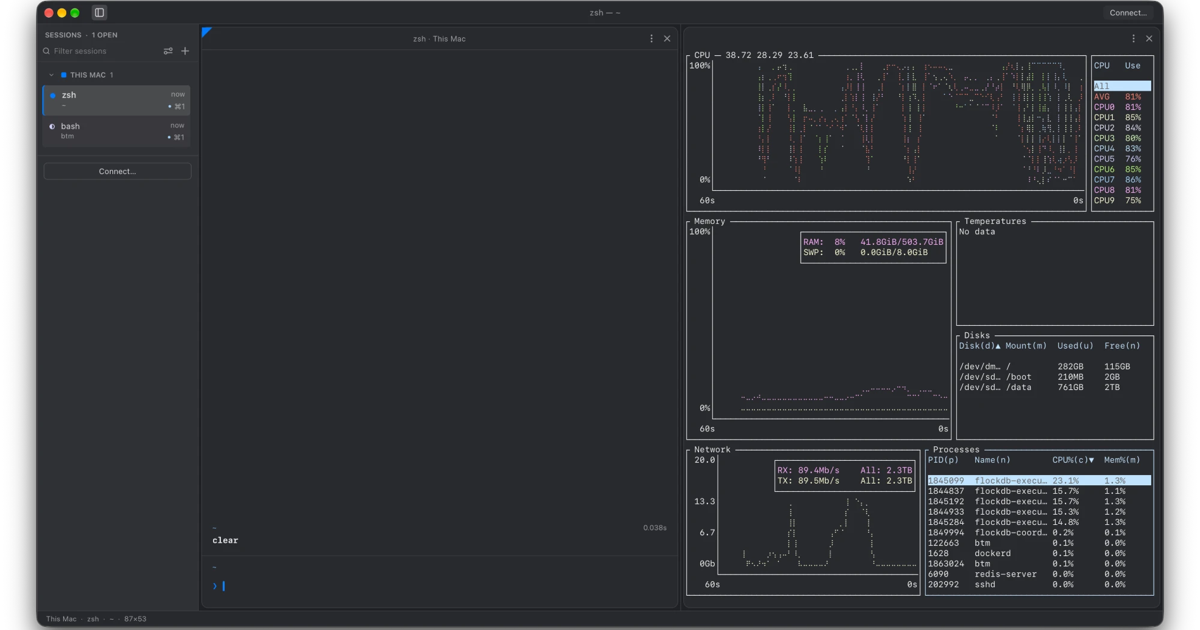 zsh — ~
Connect...
SESSIONS · 1 OPEN
Filter sessions
THIS MAC 1
zsh now
~ ⌘1
bash now
btm ⌘1
Connect...
zsh · This Mac
~ 0.038s
clear
~
❯
This Mac · zsh · ~ · 87×53
CPU — 38.72 28.29 23.61
100%
0%
60s 0s
CPU Use
All
AVG 81%
CPU0 81%
CPU1 85%
CPU2 84%
CPU3 80%
CPU4 83%
CPU5 76%
CPU6 85%
CPU7 86%
CPU8 81%
CPU9 75%
Memory
100%
RAM: 8% 41.8GiB/503.7GiB
SWP: 0% 0.0GiB/8.0GiB
0%
60s 0s
Temperatures
No data
Disks
Disk(d)▲ Mount(m) Used(u) Free(n)
/dev/dm… / 282GB 115GB
/dev/sd… /boot 210MB 2GB
/dev/sd… /data 761GB 2TB
Network
20.0
RX: 89.4Mb/s All: 2.3TB
TX: 89.5Mb/s All: 2.3TB
13.3
6.7
0Gb
60s 0s
Processes
PID(p) Name(n) CPU%(c)▼ Mem%(m)
1845099 flockdb-execu… 23.1% 1.3%
1844837 flockdb-execu… 15.7% 1.1%
1845192 flockdb-execu… 15.7% 1.3%
1844933 flockdb-execu… 15.3% 1.2%
1845284 flockdb-execu… 14.8% 1.3%
1849994 flockdb-coord… 0.2% 0.1%
122663 btm 0.1% 0.0%
1628 dockerd 0.1% 0.0%
1863024 btm 0.1% 0.0%
6090 redis-server 0.0% 0.0%
202992 sshd 0.0% 0.0%